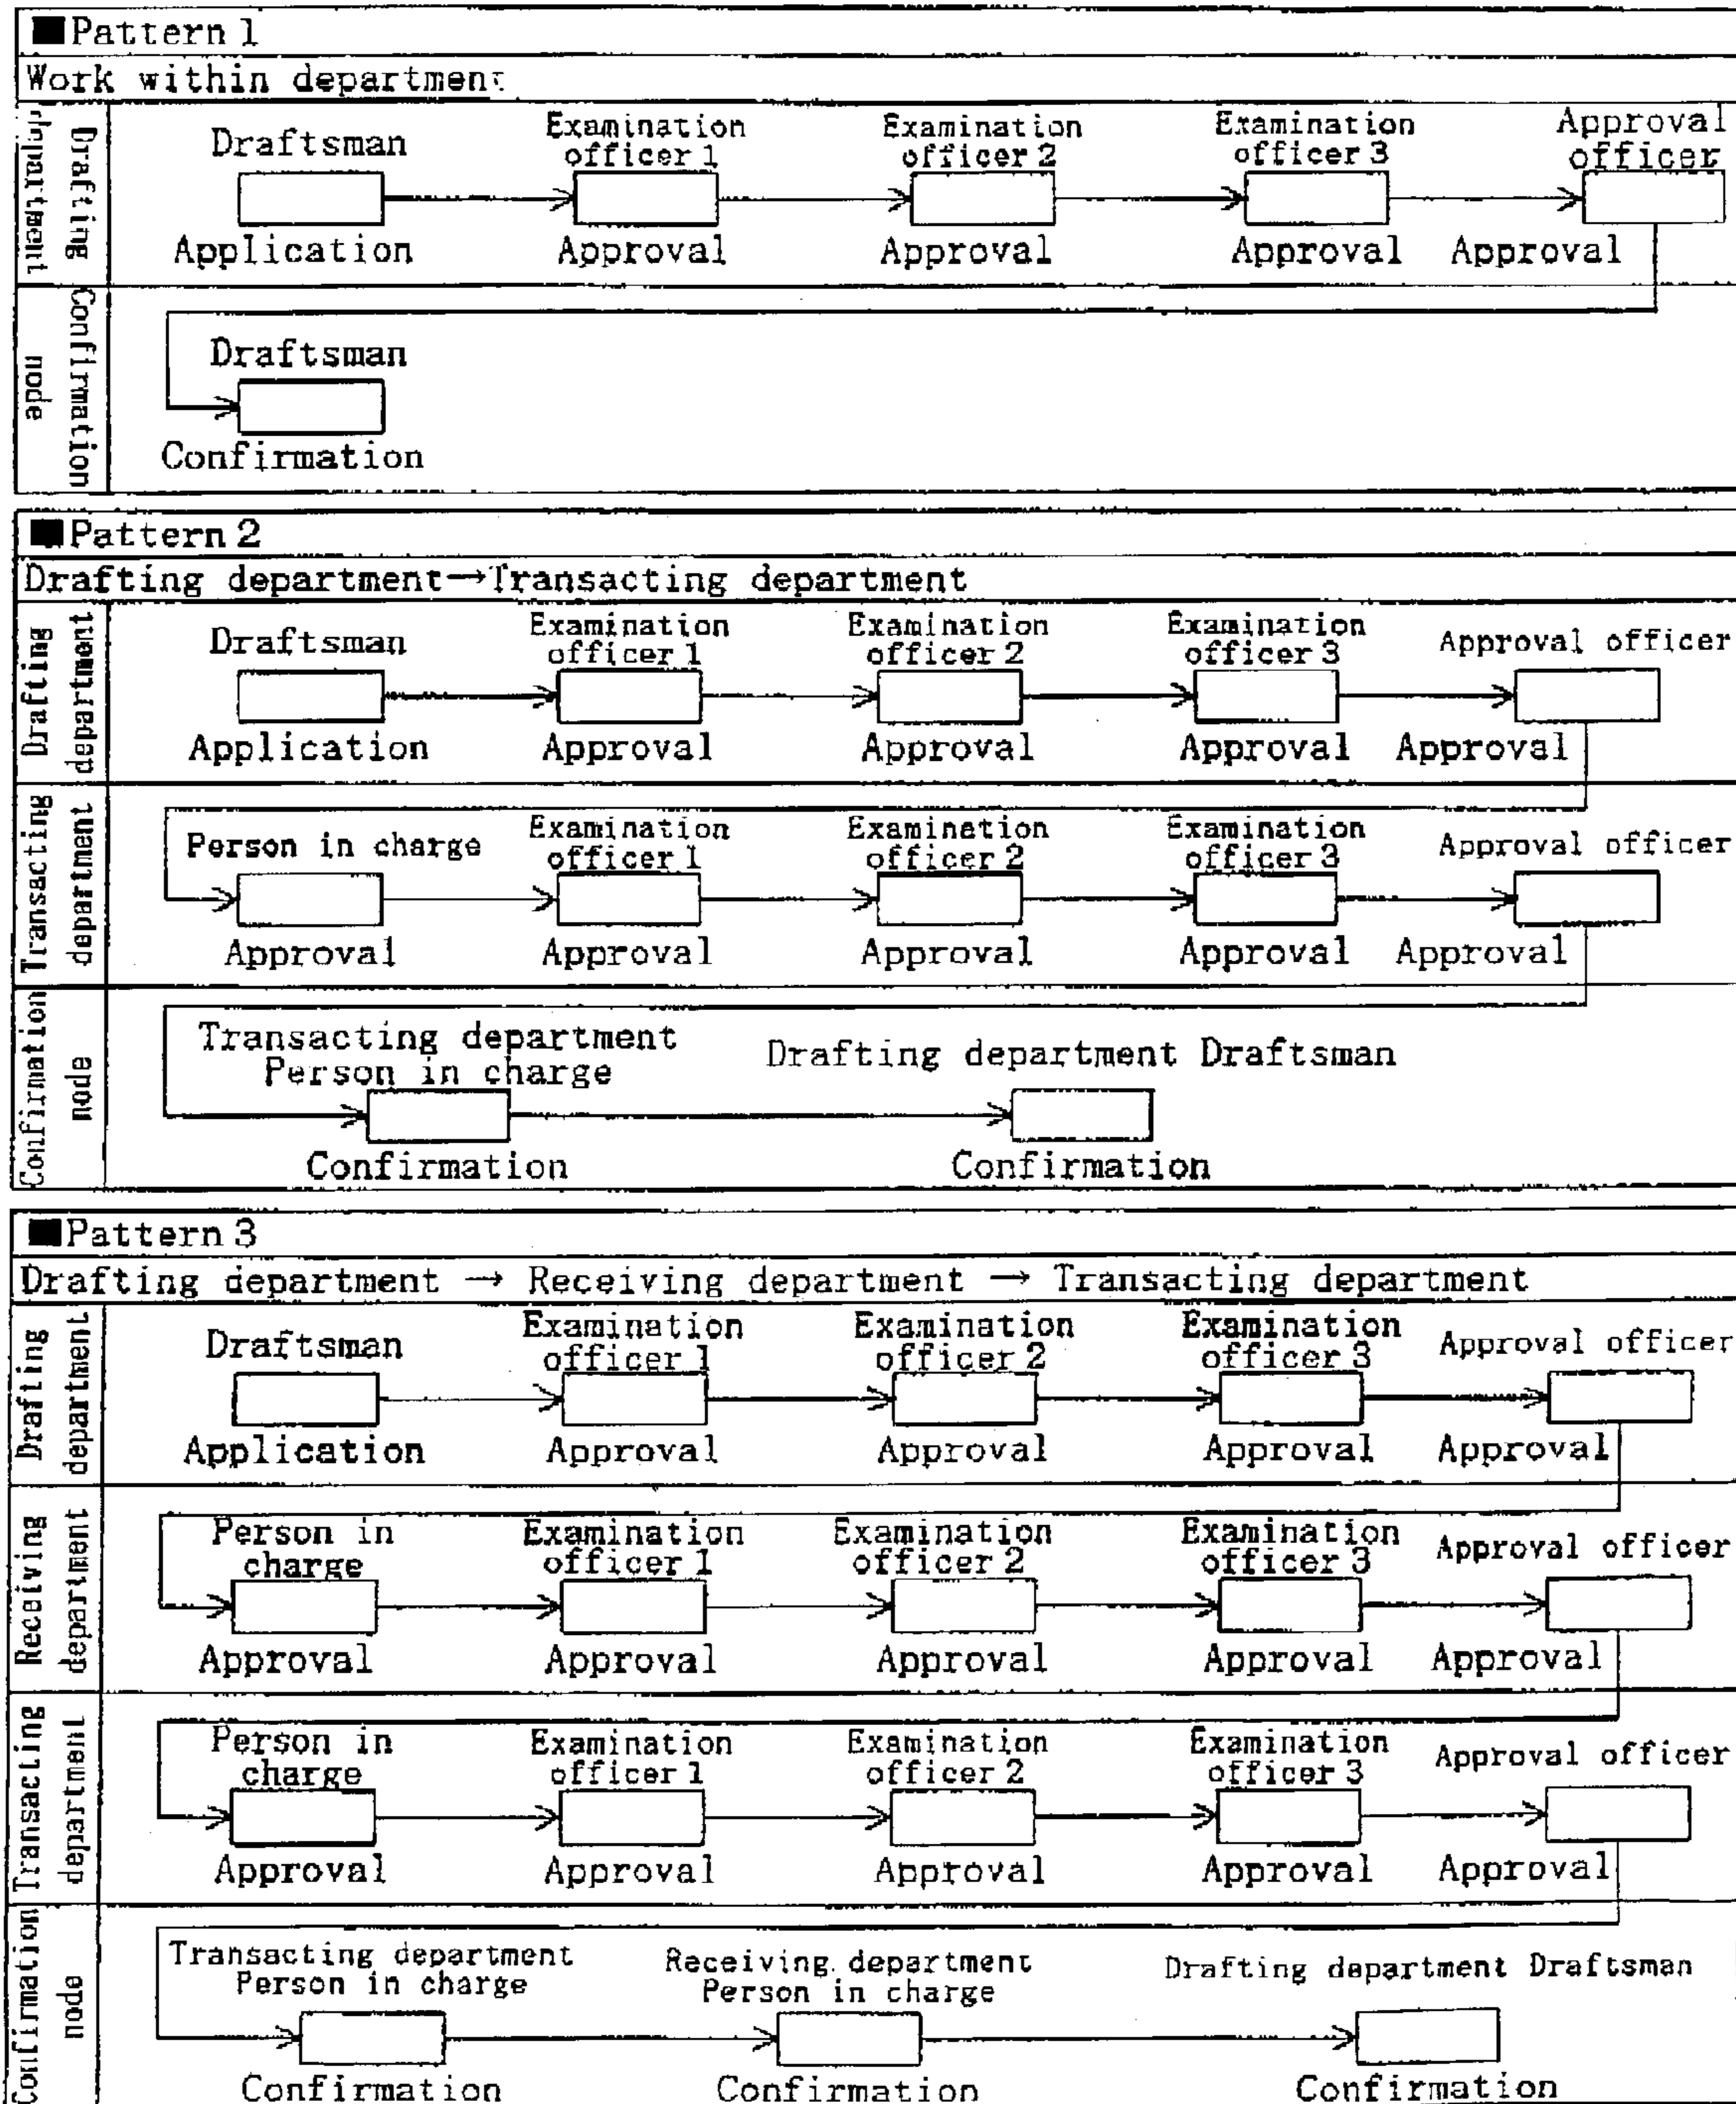 ■Pattern 1
Work within department
Drafting department
Draftsman
Examination officer 1
Examination officer 2
Examination officer 3
Approval officer
Application
Approval
Approval
Approval
Approval
Confirmation node
Draftsman
Confirmation
■Pattern 2
Drafting department→Transacting department
Drafting department
Draftsman
Examination officer 1
Examination officer 2
Examination officer 3
Approval officer
Application
Approval
Approval
Approval
Approval
Transacting department
Person in charge
Examination officer 1
Examination officer 2
Examination officer 3
Approval officer
Approval
Approval
Approval
Approval
Approval
Confirmation node
Transacting department
Person in charge
Drafting department Draftsman
Confirmation
Confirmation
■Pattern 3
Drafting department → Receiving department → Transacting department
Drafting department
Draftsman
Examination officer 1
Examination officer 2
Examination officer 3
Approval officer
Application
Approval
Approval
Approval
Approval
Receiving department
Person in charge
Examination officer 1
Examination officer 2
Examination officer 3
Approval officer
Approval
Approval
Approval
Approval
Approval
Transacting department
Person in charge
Examination officer 1
Examination officer 2
Examination officer 3
Approval officer
Approval
Approval
Approval
Approval
Approval
Confirmation node
Transacting department
Person in charge
Receiving department
Person in charge
Drafting department Draftsman
Confirmation
Confirmation
Confirmation